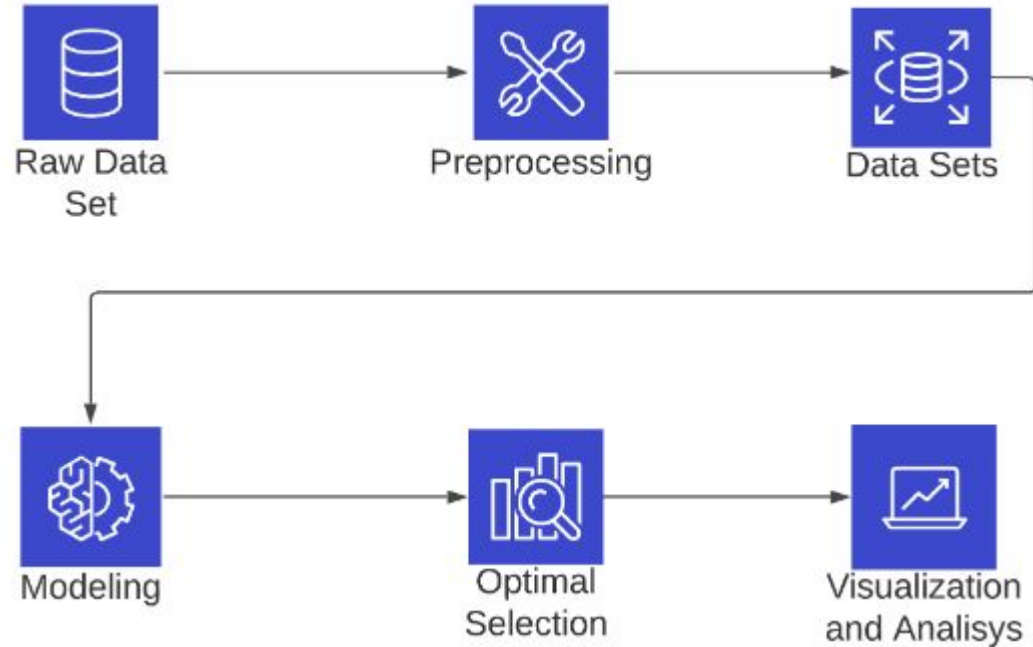 Raw Data
Set
Preprocessing
Data Sets
Modeling
Optimal
Selection
Visualization
and Analisys